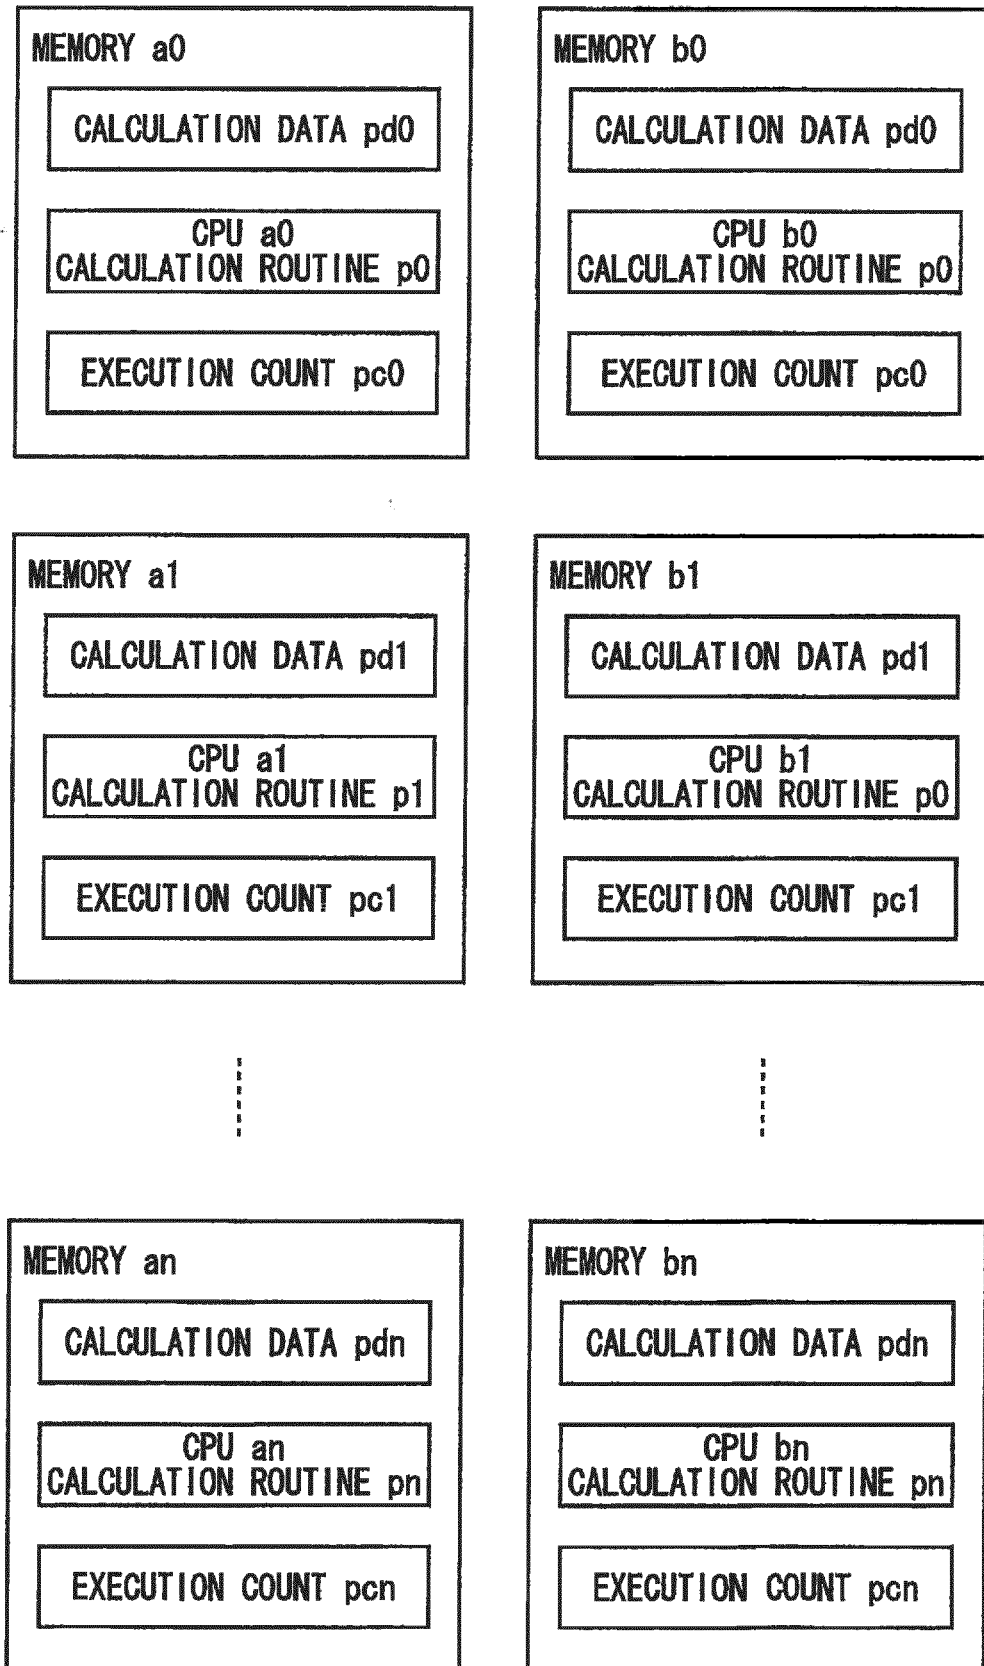 MEMORY a0
CALCULATION DATA pd0
CPU a0
CALCULATION ROUTINE p0
EXECUTION COUNT pc0
MEMORY b0
CALCULATION DATA pd0
CPU b0
CALCULATION ROUTINE p0
EXECUTION COUNT pc0
MEMORY a1
CALCULATION DATA pd1
CPU a1
CALCULATION ROUTINE p1
EXECUTION COUNT pc1
MEMORY b1
CALCULATION DATA pd1
CPU b1
CALCULATION ROUTINE p0
EXECUTION COUNT pc1
MEMORY an
CALCULATION DATA pdn
CPU an
CALCULATION ROUTINE pn
EXECUTION COUNT pcn
MEMORY bn
CALCULATION DATA pdn
CPU bn
CALCULATION ROUTINE pn
EXECUTION COUNT pcn